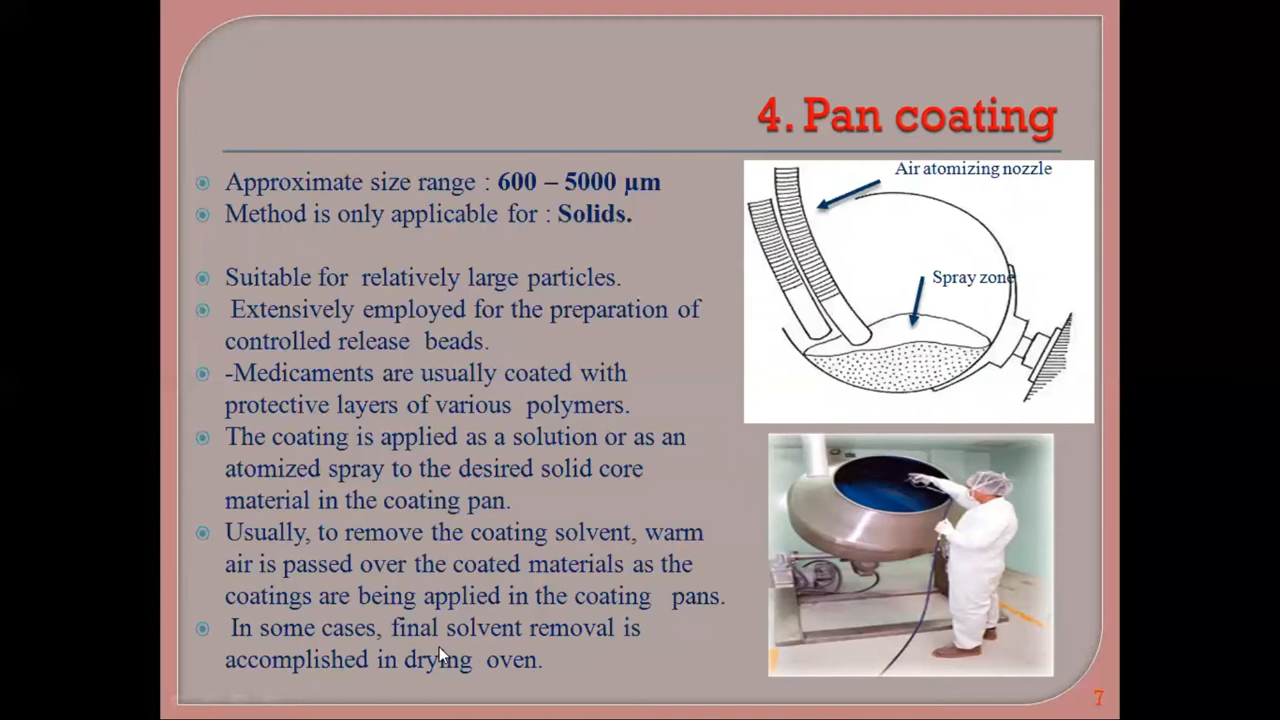 4. Pan coating
Approximate size range : 600 – 5000 µm
Method is only applicable for : Solids.
Suitable for relatively large particles.
Extensively employed for the preparation of
controlled release beads.
-Medicaments are usually coated with
protective layers of various polymers.
The coating is applied as a solution or as an
atomized spray to the desired solid core
material in the coating pan.
Usually, to remove the coating solvent, warm
air is passed over the coated materials as the
coatings are being applied in the coating pans.
In some cases, final solvent removal is
accomplished in drying oven.
Air atomizing nozzle
Spray zone
7